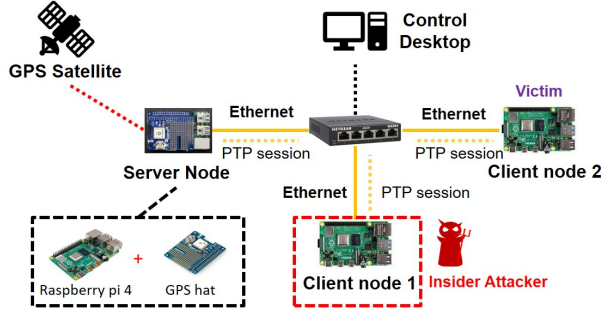 Control
Desktop
GPS Satellite
Victim
Ethernet
Ethernet
NETGEAR
PTP session
PTP session
Server Node
Client node 2
Ethernet
PTP session
Raspberry pi 4
+
GPS hat
Client node 1
Insider Attacker